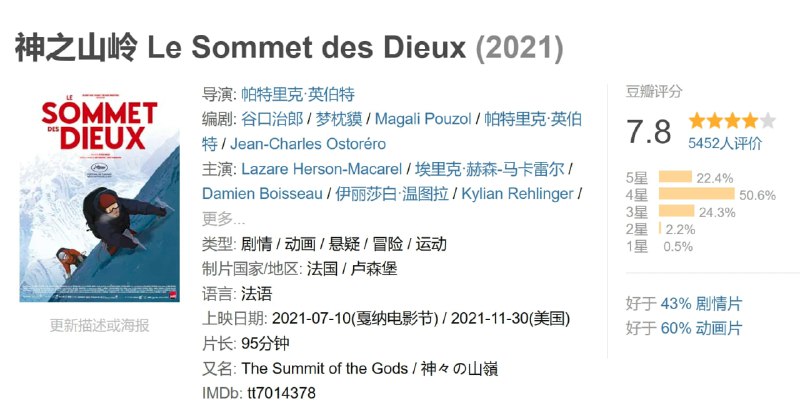 神之山岭 Le Sommet des Dieux (2021)
LE
SOMMET
DES
DIEUX
更新描述或海报
导演: 帕特里克·英伯特
编剧: 谷口治郎 / 梦枕貘 / Magali Pouzol / 帕特里克·英伯
特 / Jean-Charles Ostoréro
主演: Lazare Herson-Macarel / 埃里克·赫森-马卡雷尔 /
Damien Boisseau / 伊丽莎白·温图拉 / Kylian Rehlinger /
更多...
类型: 剧情 / 动画 / 悬疑 / 冒险 / 运动
制片国家/地区: 法国 / 卢森堡
语言: 法语
上映日期: 2021-07-10(戛纳电影节) / 2021-11-30(美国)
片长: 95分钟
又名: The Summit of the Gods / 神々の山嶺
IMDb: tt7014378
豆瓣评分
7.8
5452人评价
5星 22.4%
4星 50.6%
3星 24.3%
2星 2.2%
1星 0.5%
好于 43% 剧情片
好于 60% 动画片